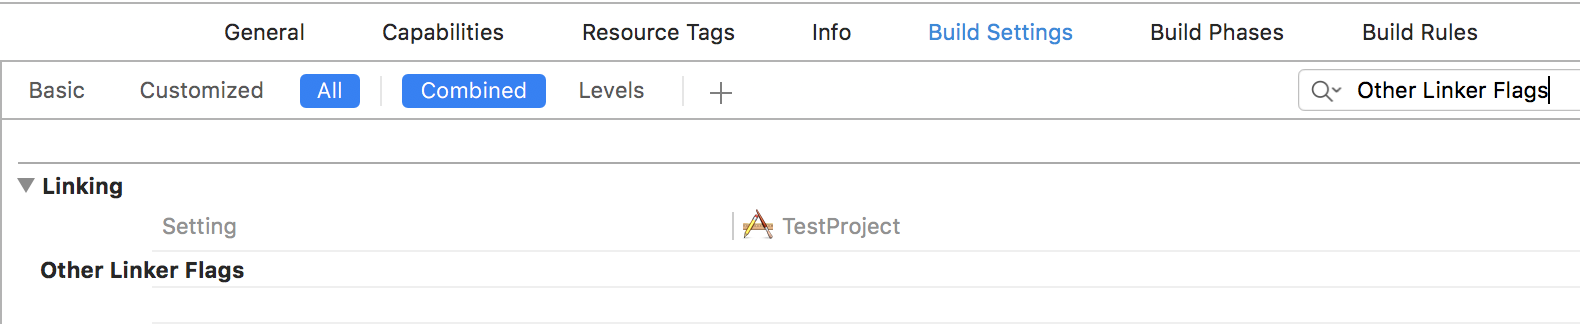 General Capabilities Resource Tags Info Build Settings Build Phases Build Rules
Basic Customized All Combined Levels + Other Linker Flags
Linking
Setting TestProject
Other Linker Flags